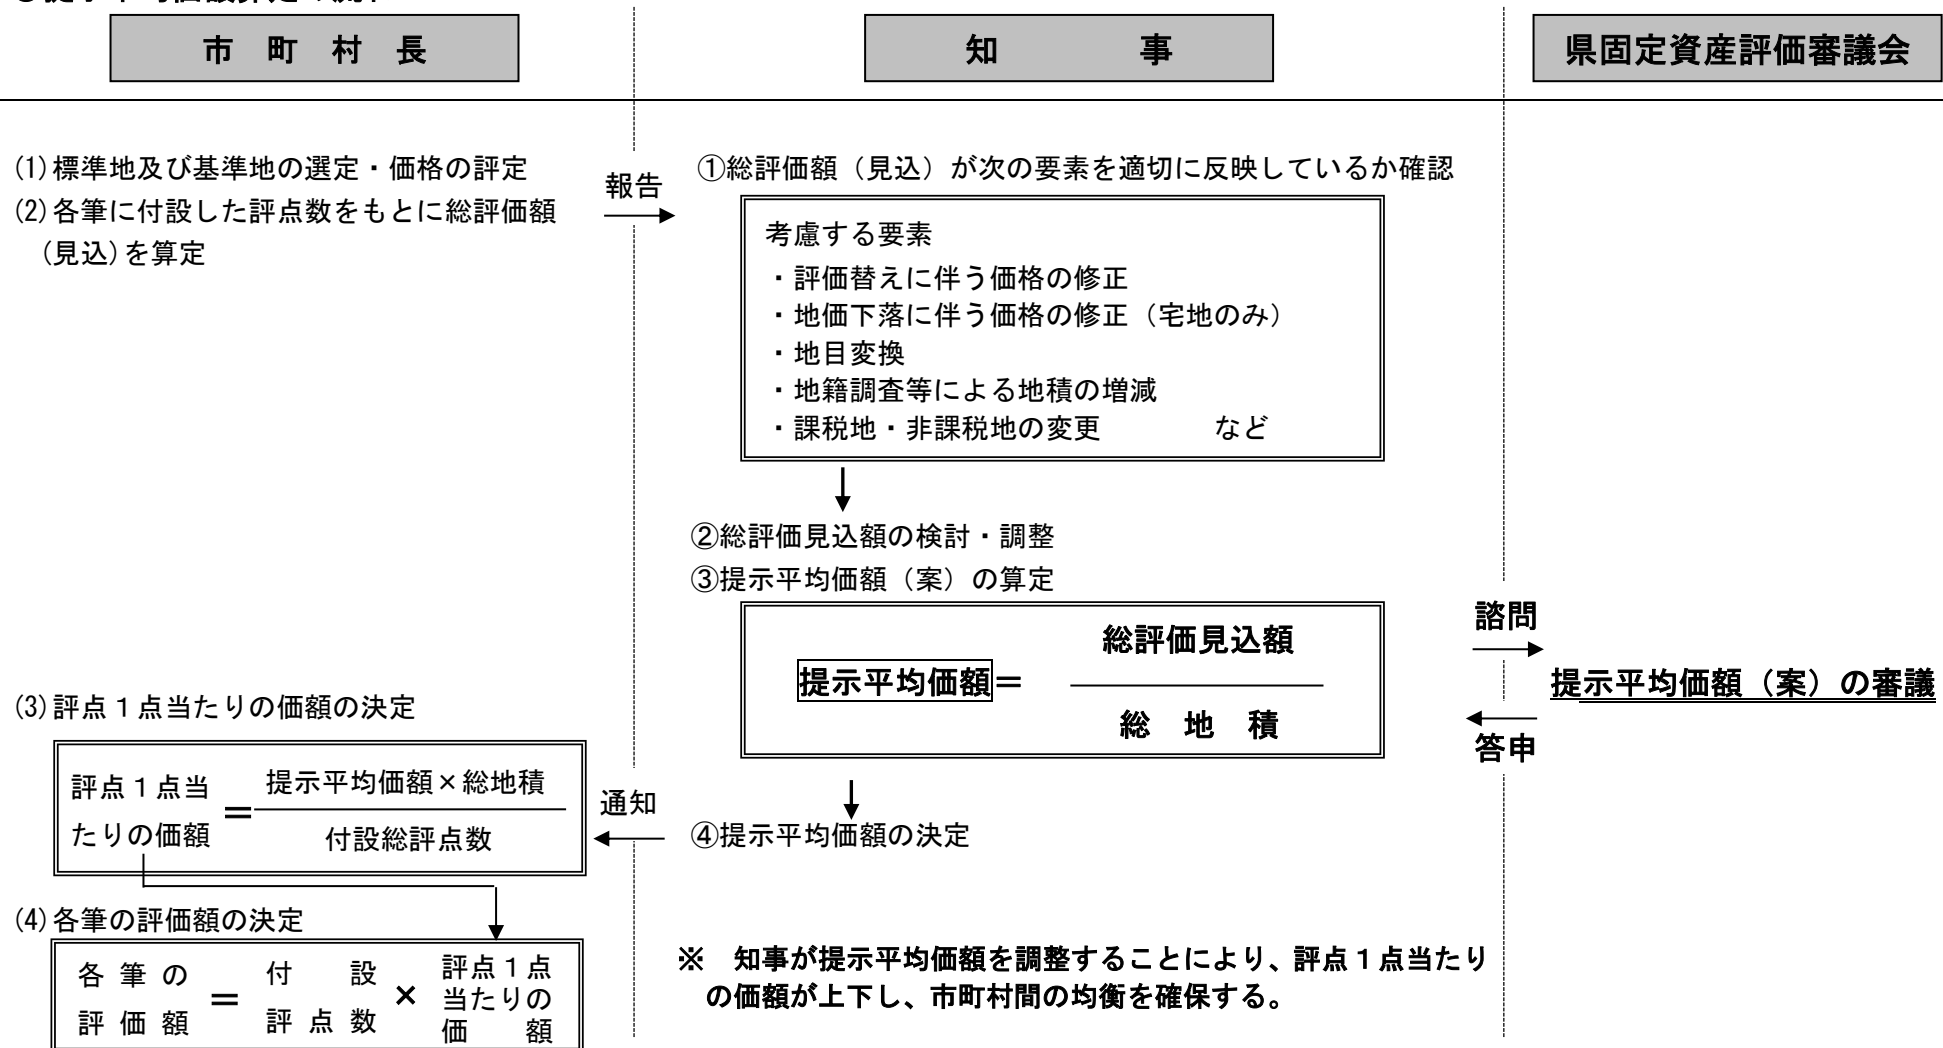 市町村長
知事
県固定資産評価審議会
(1)標準地及び基準地の選定・価格の評定
(2)各筆に付設した評点数をもとに総評価額
(見込)を算定
報告
①総評価額（見込）が次の要素を適切に反映しているか確認
考慮する要素
・評価替えに伴う価格の修正
・地価下落に伴う価格の修正（宅地のみ）
・地目変換
・地籍調査等による地積の増減
・課税地・非課税地の変更　　　　など
②総評価見込額の検討・調整
③提示平均価額（案）の算定
総評価見込額
提示平均価額＝
総　地　積
諮問
提示平均価額（案）の審議
答申
(3)評点１点当たりの価額の決定
評点１点当
たりの価額
＝
提示平均価額×総地積
付設総評点数
通知
④提示平均価額の決定
(4)各筆の評価額の決定
各筆の
評価額
＝
付　設
評点数
×
評点１点
当たりの
価　額
※　知事が提示平均価額を調整することにより、評点１点当たり
の価額が上下し、市町村間の均衡を確保する。